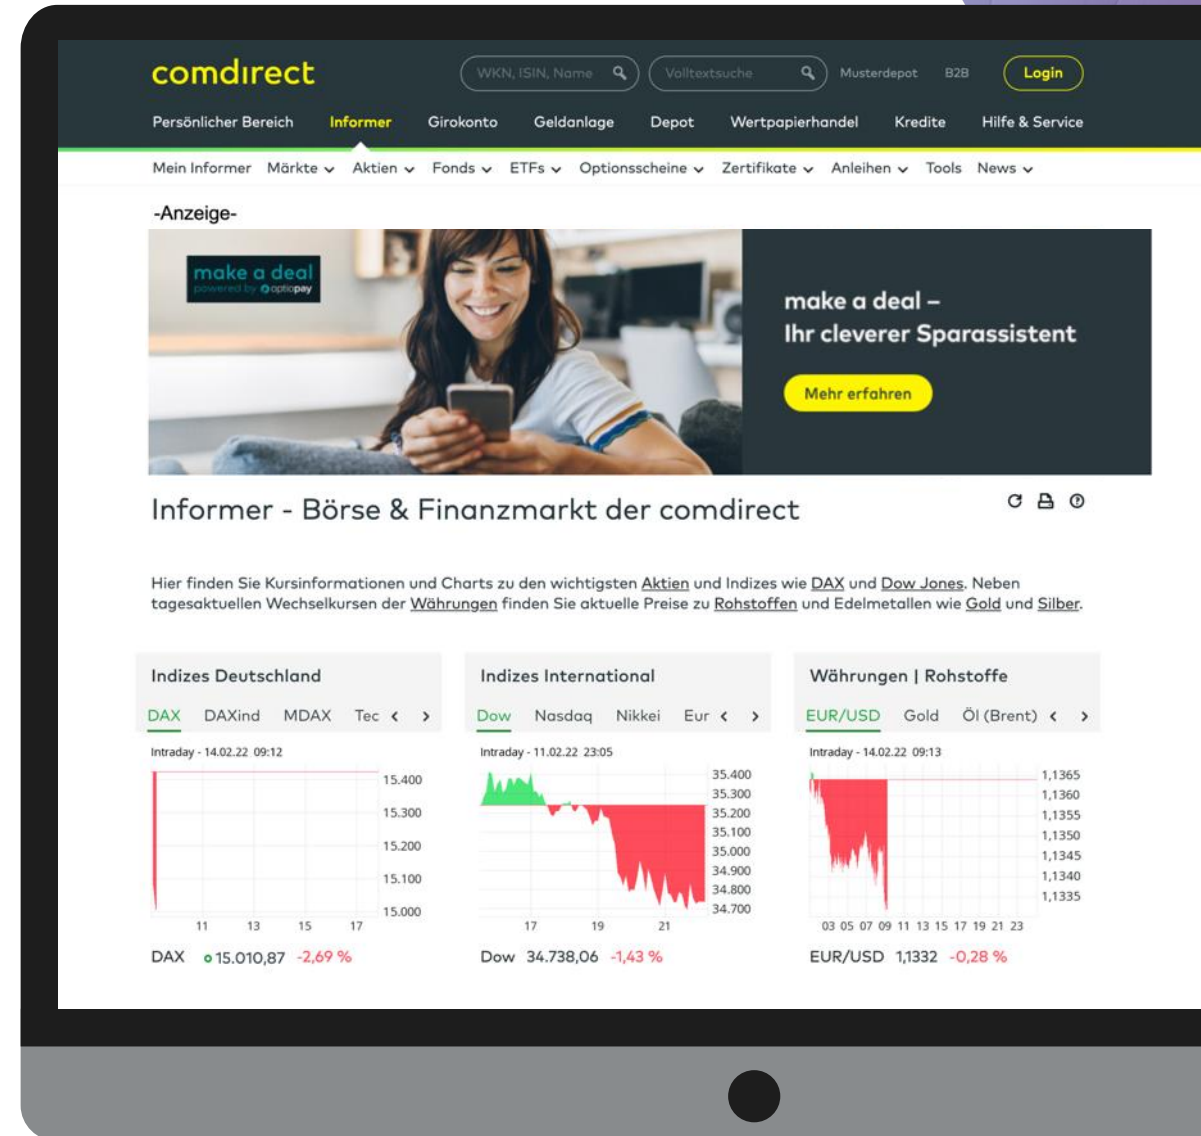 comdirect
WKN, ISIN, Name
Volltextsuche
Musterdepot B2B
Login
Persönlicher Bereich Informer Girokonto Geldanlage Depot Wertpapierhandel Kredite Hilfe & Service
Mein Informer Märkte Aktien Fonds ETFs Optionsscheine Zertifikate Anleihen Tools News
-Anzeige-
make a deal
powered by optiopay
make a deal –
Ihr cleverer Sparassistent
Mehr erfahren
Informer - Börse & Finanzmarkt der comdirect
Hier finden Sie Kursinformationen und Charts zu den wichtigsten Aktien und Indizes wie DAX und Dow Jones. Neben
tagesaktuellen Wechselkursen der Währungen finden Sie aktuelle Preise zu Rohstoffen und Edelmetallen wie Gold und Silber.
Indizes Deutschland
DAX DAXind MDAX Tec
Intraday - 14.02.22 09:12
15.400
15.300
15.200
15.100
15.000
11 13 15 17
DAX 15.010,87 -2,69 %
Indizes International
Dow Nasdaq Nikkei Eur
Intraday - 11.02.22 23:05
35.400
35.300
35.200
35.100
35.000
34.900
34.800
34.700
17 19 21
Dow 34.738,06 -1,43 %
Währungen | Rohstoffe
EUR/USD Gold Öl (Brent)
Intraday - 14.02.22 09:13
1,1365
1,1360
1,1355
1,1350
1,1345
1,1340
1,1335
03 05 07 09 11 13 15 17 19 21 23
EUR/USD 1,1332 -0,28 %